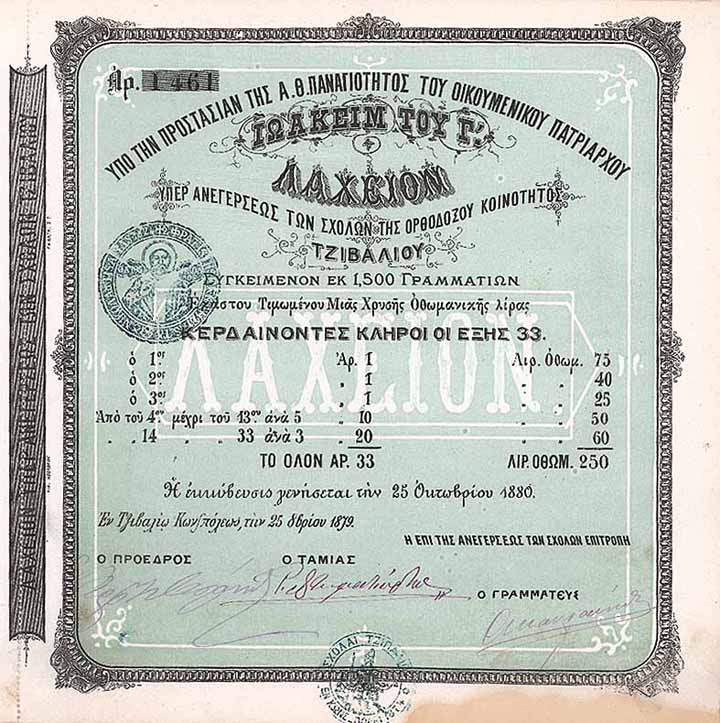 Ἀρ. 1461
ΥΠΟ ΤΗΝ ΠΡΟΣΤΑΣΙΑΝ ΤΗΣ Α.Θ.ΠΑΝΑΓΙΟΤΗΤΟΣ ΤΟΥ ΟΙΚΟΥΜΕΝΙΚΟΥ ΠΑΤΡΙΑΡΧΟΥ
ΙΩΑΚΕΙΜ ΤΟΥ Γ΄.
ΛΑΧΕΙΟΝ
ΥΠΕΡ ΑΝΕΓΕΡΣΕΩΣ ΤΩΝ ΣΧΟΛΩΝ ΤΗΣ ΟΡΘΟΔΟΞΟΥ ΚΟΙΝΟΤΗΤΟΣ
ΤΖΙΒΑΛΙΟΥ
ΣΥΓΚΕΙΜΕΝΟΝ ΕΚ 1,500 ΓΡΑΜΜΑΤΙΩΝ
Ἑκάστου Τιμωμένου Μιᾶς Χρυσῆς Ὀθωμανικῆς λίρας
ΚΕΡΔΑΙΝΟΝΤΕΣ ΚΛΗΡΟΙ ΟΙ ΕΞΗΣ 33.
ΛΑΧΕΙΟΝ
ὁ 1ος Ἀρ. 1 Λιρ. Ὀθωμ. 75
ὁ 2ος „ 1 „ „ 40
ὁ 3ος „ 1 „ „ 25
Ἀπὸ τοῦ 4ου μέχρι τοῦ 13ου ἀνὰ 5 „ 10 „ „ 50
„ „ 14 „ „ 33 ἀνὰ 3 „ 20 „ „ 60
ΤΟ ΟΛΟΝ ΑΡ. 33 ΛΙΡ. ΟΘΩΜ. 250
Ἡ ἐκκύβευσις γενήσεται τὴν 25 Ὀκτωβρίου 1880.
Ἐν Τζιβαλίῳ Κωνστπόλεως, τὴν 25 8βρίου 1879.
Η ΕΠΙ ΤΗΣ ΑΝΕΓΕΡΣΕΩΣ ΤΩΝ ΣΧΟΛΩΝ ΕΠΙΤΡΟΠΗ
Ο ΠΡΟΕΔΡΟΣ Ο ΤΑΜΙΑΣ
Ο ΓΡΑΜΜΑΤΕΥΣ